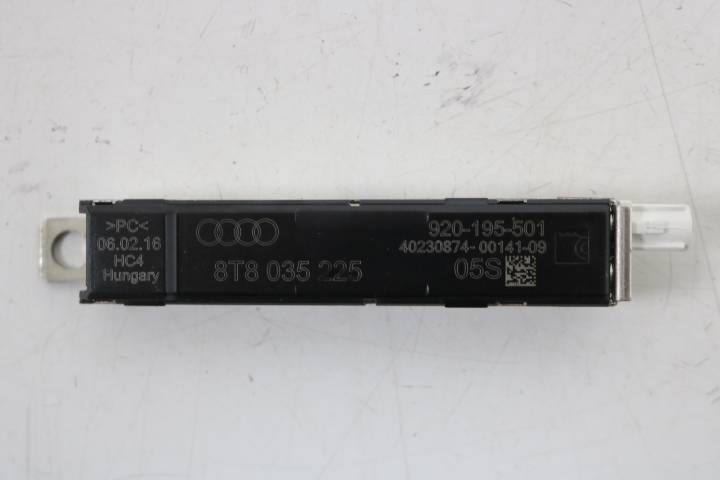 >PC<
06.02.16
HC4
Hungary
8T8 035 225
920-195-501
40230874-00141-09
05S